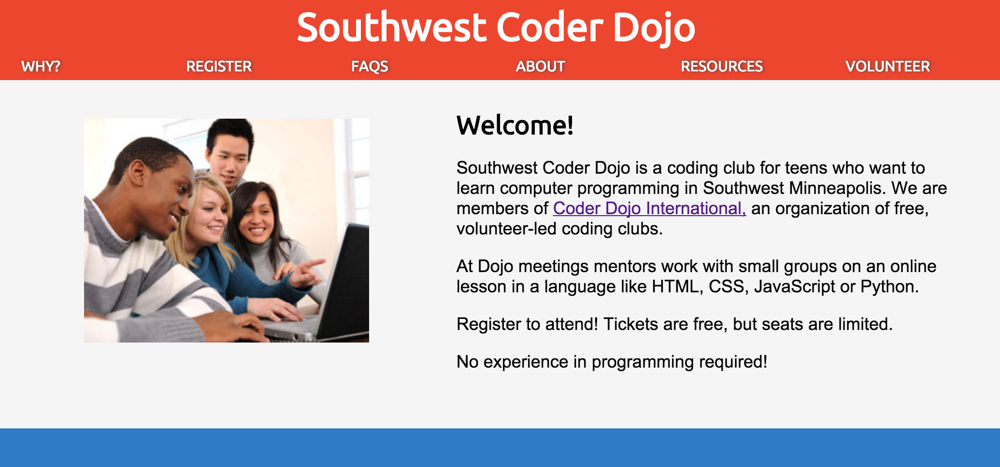 Southwest Coder Dojo
WHY? REGISTER FAQS ABOUT RESOURCES VOLUNTEER
Welcome!
Southwest Coder Dojo is a coding club for teens who want to
learn computer programming in Southwest Minneapolis. We are
members of Coder Dojo International, an organization of free,
volunteer-led coding clubs.
At Dojo meetings mentors work with small groups on an online
lesson in a language like HTML, CSS, JavaScript or Python.
Register to attend! Tickets are free, but seats are limited.
No experience in programming required!